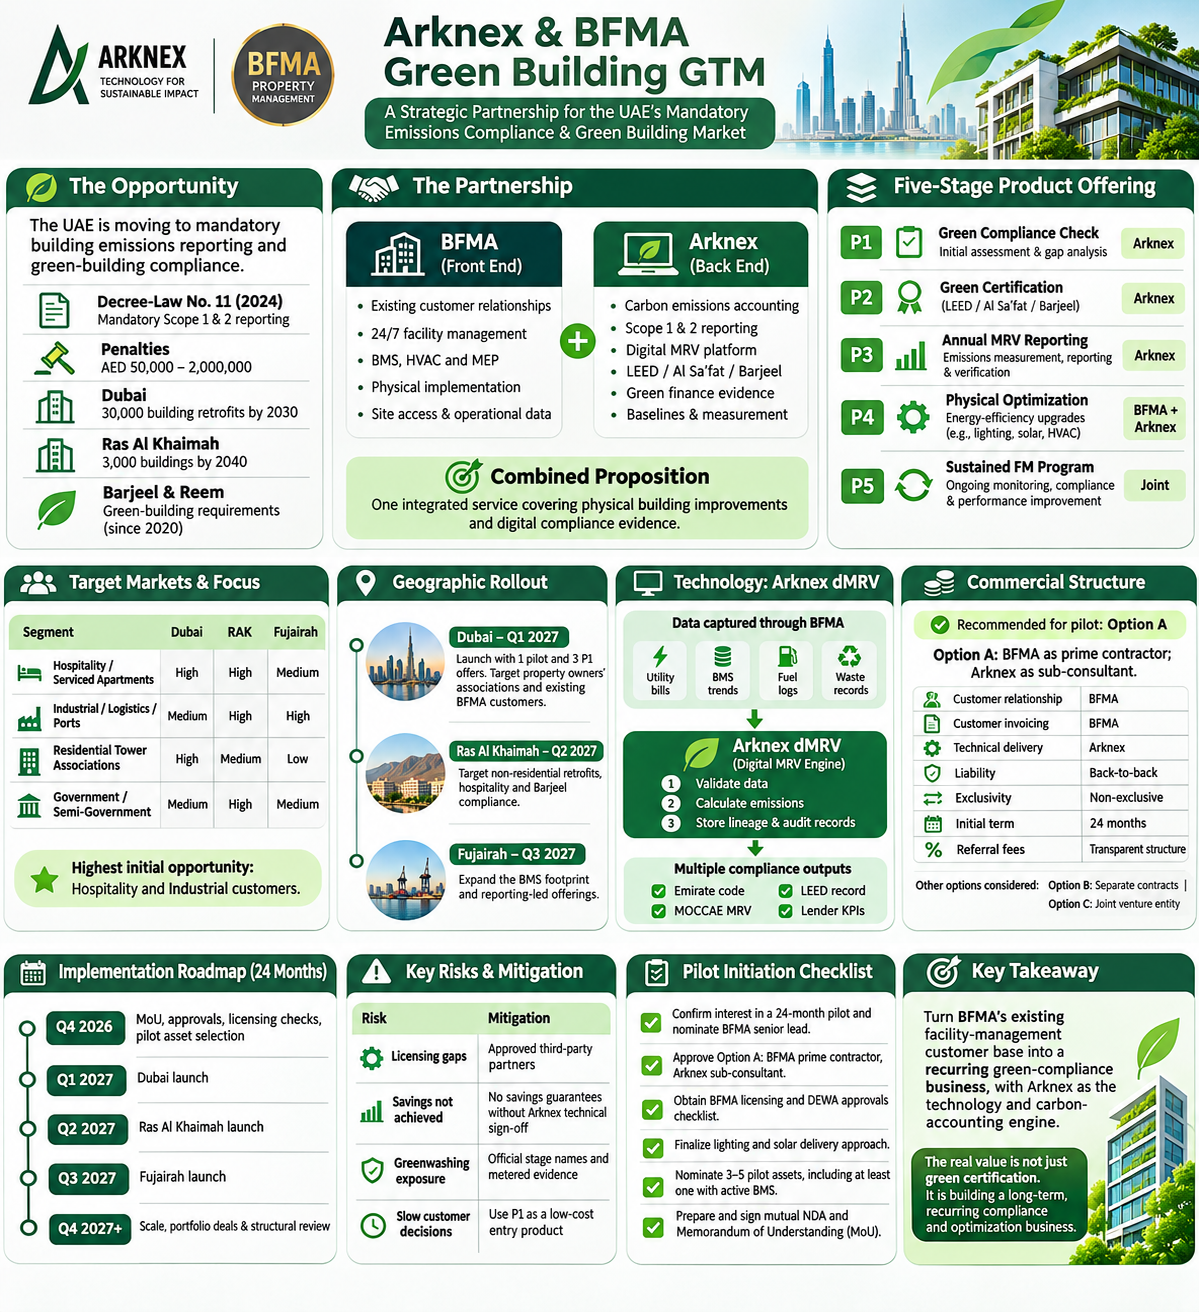 ARKNEX
TECHNOLOGY FOR
SUSTAINABLE IMPACT
BFMA
PROPERTY
MANAGEMENT
Arknex & BFMA
Green Building GTM
A Strategic Partnership for the UAE's Mandatory
Emissions Compliance & Green Building Market
The Opportunity
The UAE is moving to mandatory
building emissions reporting and
green-building compliance.
Decree-Law No. 11 (2024)
Mandatory Scope 1 & 2 reporting
Penalties
AED 50,000 – 2,000,000
Dubai
30,000 building retrofits by 2030
Ras Al Khaimah
3,000 buildings by 2040
Barjeel & Reem
Green-building requirements
(since 2020)
The Partnership
BFMA
(Front End)
• Existing customer relationships
• 24/7 facility management
• BMS, HVAC and MEP
• Physical implementation
• Site access & operational data
+
Arknex
(Back End)
• Carbon emissions accounting
• Scope 1 & 2 reporting
• Digital MRV platform
• LEED / Al Sa'fat / Barjeel
• Green finance evidence
• Baselines & measurement
Combined Proposition
One integrated service covering physical building improvements
and digital compliance evidence.
Five-Stage Product Offering
P1
Green Compliance Check
Initial assessment & gap analysis
Arknex
P2
Green Certification
(LEED / Al Sa'fat / Barjeel)
Arknex
P3
Annual MRV Reporting
Emissions measurement, reporting
& verification
Arknex
P4
Physical Optimization
Energy-efficiency upgrades
(e.g., lighting, solar, HVAC)
BFMA +
Arknex
P5
Sustained FM Program
Ongoing monitoring, compliance
& performance improvement
Joint
Target Markets & Focus
Segment Dubai RAK Fujairah
Hospitality /
Serviced Apartments
High High Medium
Industrial / Logistics /
Ports
Medium High High
Residential Tower
Associations
High Medium Low
Government /
Semi-Government
Medium High Medium
Highest initial opportunity:
Hospitality and Industrial customers.
Geographic Rollout
Dubai – Q1 2027
Launch with 1 pilot and 3 P1
offers. Target property owners'
associations and existing
BFMA customers.
Ras Al Khaimah – Q2 2027
Target non-residential retrofits,
hospitality and Barjeel
compliance.
Fujairah – Q3 2027
Expand the BMS footprint
and reporting-led offerings.
Technology: Arknex dMRV
Data captured through BFMA
Utility
bills
BMS
trends
Fuel
logs
Waste
records
Arknex dMRV
(Digital MRV Engine)
1 Validate data
2 Calculate emissions
3 Store lineage & audit records
Multiple compliance outputs
Emirate code
LEED record
MOCCAE MRV
Lender KPIs
Commercial Structure
Recommended for pilot: Option A
Option A: BFMA as prime contractor;
Arknex as sub-consultant.
Customer relationship BFMA
Customer invoicing BFMA
Technical delivery Arknex
Liability Back-to-back
Exclusivity Non-exclusive
Initial term 24 months
% Referral fees Transparent structure
Other options considered: Option B: Separate contracts |
Option C: Joint venture entity
Implementation Roadmap (24 Months)
Q4 2026
MoU, approvals, licensing checks,
pilot asset selection
Q1 2027
Dubai launch
Q2 2027
Ras Al Khaimah launch
Q3 2027
Fujairah launch
Q4 2027+
Scale, portfolio deals & structural review
Key Risks & Mitigation
Risk Mitigation
Licensing gaps
Approved third-party
partners
Savings not
achieved
No savings guarantees
without Arknex technical
sign-off
Greenwashing
exposure
Official stage names and
metered evidence
Slow customer
decisions
Use P1 as a low-cost
entry product
Pilot Initiation Checklist
Confirm interest in a 24-month pilot and
nominate BFMA senior lead.
Approve Option A: BFMA prime contractor,
Arknex sub-consultant.
Obtain BFMA licensing and DEWA approvals
checklist.
Finalize lighting and solar delivery approach.
Nominate 3–5 pilot assets, including at least
one with active BMS.
Prepare and sign mutual NDA and
Memorandum of Understanding (MoU).
Key Takeaway
Turn BFMA's existing
facility-management
customer base into a
recurring green-compliance
business, with Arknex as the
technology and carbon-
accounting engine.
The real value is not just
green certification.
It is building a long-term,
recurring compliance
and optimization business.